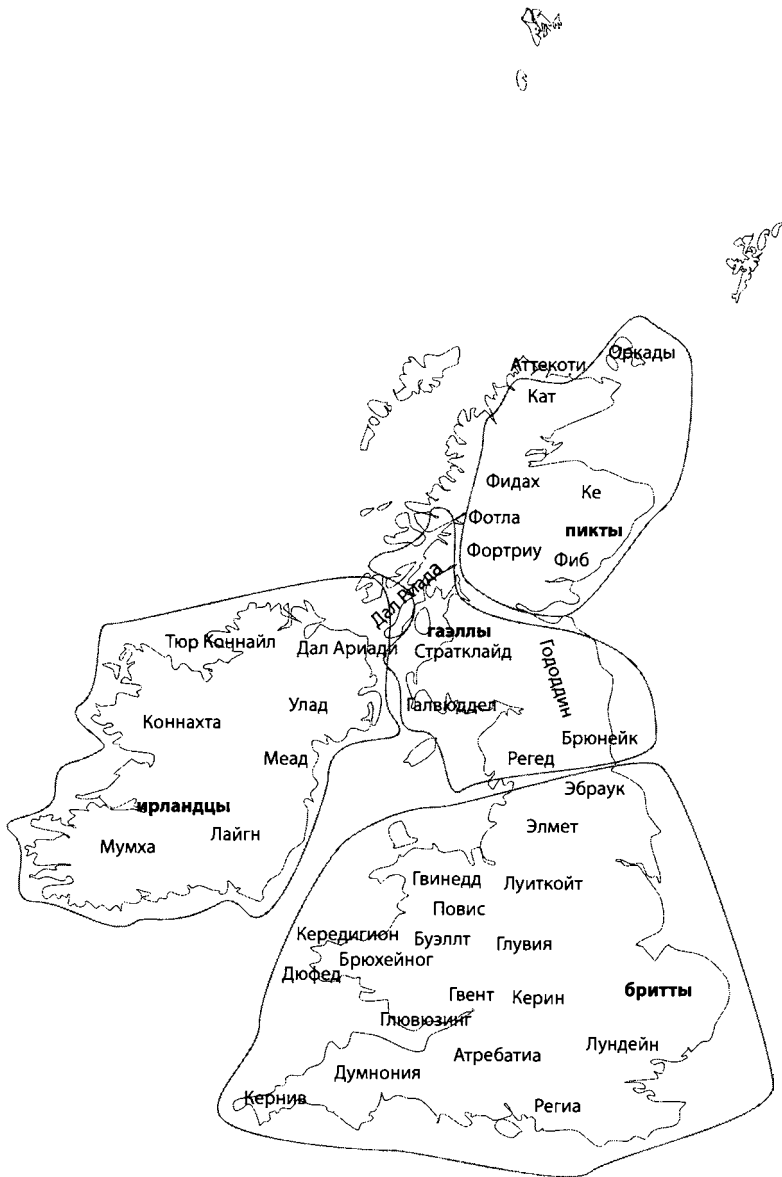 Оркады
Аттекоти
Кат
Фидах
Ке
Фотла
пикты
Фортриу
Фиб
Дал Риада
гаэллы
Тюр Коннайл
Дал Ариади
Стратклайд
Гододдин
Улад
Галвюддел
Коннахта
Брюнейк
Меад
Регед
Эбраук
ирландцы
Элмет
Лайгн
Мумха
Гвинедд
Луиткойт
Повис
Кередигион
Буэллт
Глувия
Брюхейног
Дюфед
бритты
Гвент
Керин
Глювюзинг
Лундейн
Атребатиа
Думнония
Кернив
Региа